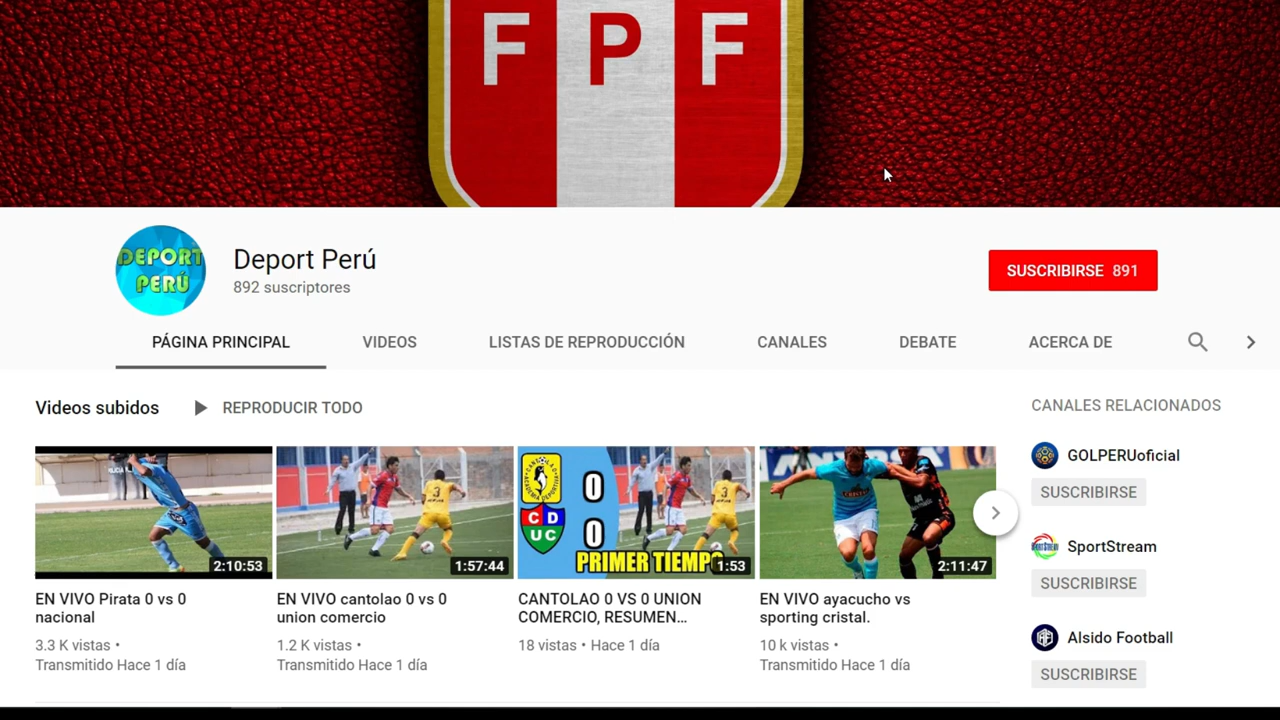 F P F
DEPORT
PERÚ
Deport Perú
892 suscriptores
SUSCRIBIRSE 891
PÁGINA PRINCIPAL
VIDEOS
LISTAS DE REPRODUCCIÓN
CANALES
DEBATE
ACERCA DE
Videos subidos
REPRODUCIR TODO
2:10:53
EN VIVO Pirata 0 vs 0
nacional
3.3 K vistas •
Transmitido Hace 1 día
3
1:57:44
EN VIVO cantolao 0 vs 0
union comercio
1.2 K vistas •
Transmitido Hace 1 día
0
C D
U C
0
3
PRIMER TIEMPO
1:53
CANTOLAO 0 VS 0 UNION
COMERCIO, RESUMEN...
18 vistas • Hace 1 día
CRISTAL
2:11:47
EN VIVO ayacucho vs
sporting cristal.
10 k vistas •
Transmitido Hace 1 día
CANALES RELACIONADOS
GOLPERUoficial
SUSCRIBIRSE
SportStream
SUSCRIBIRSE
Alsido Football
SUSCRIBIRSE